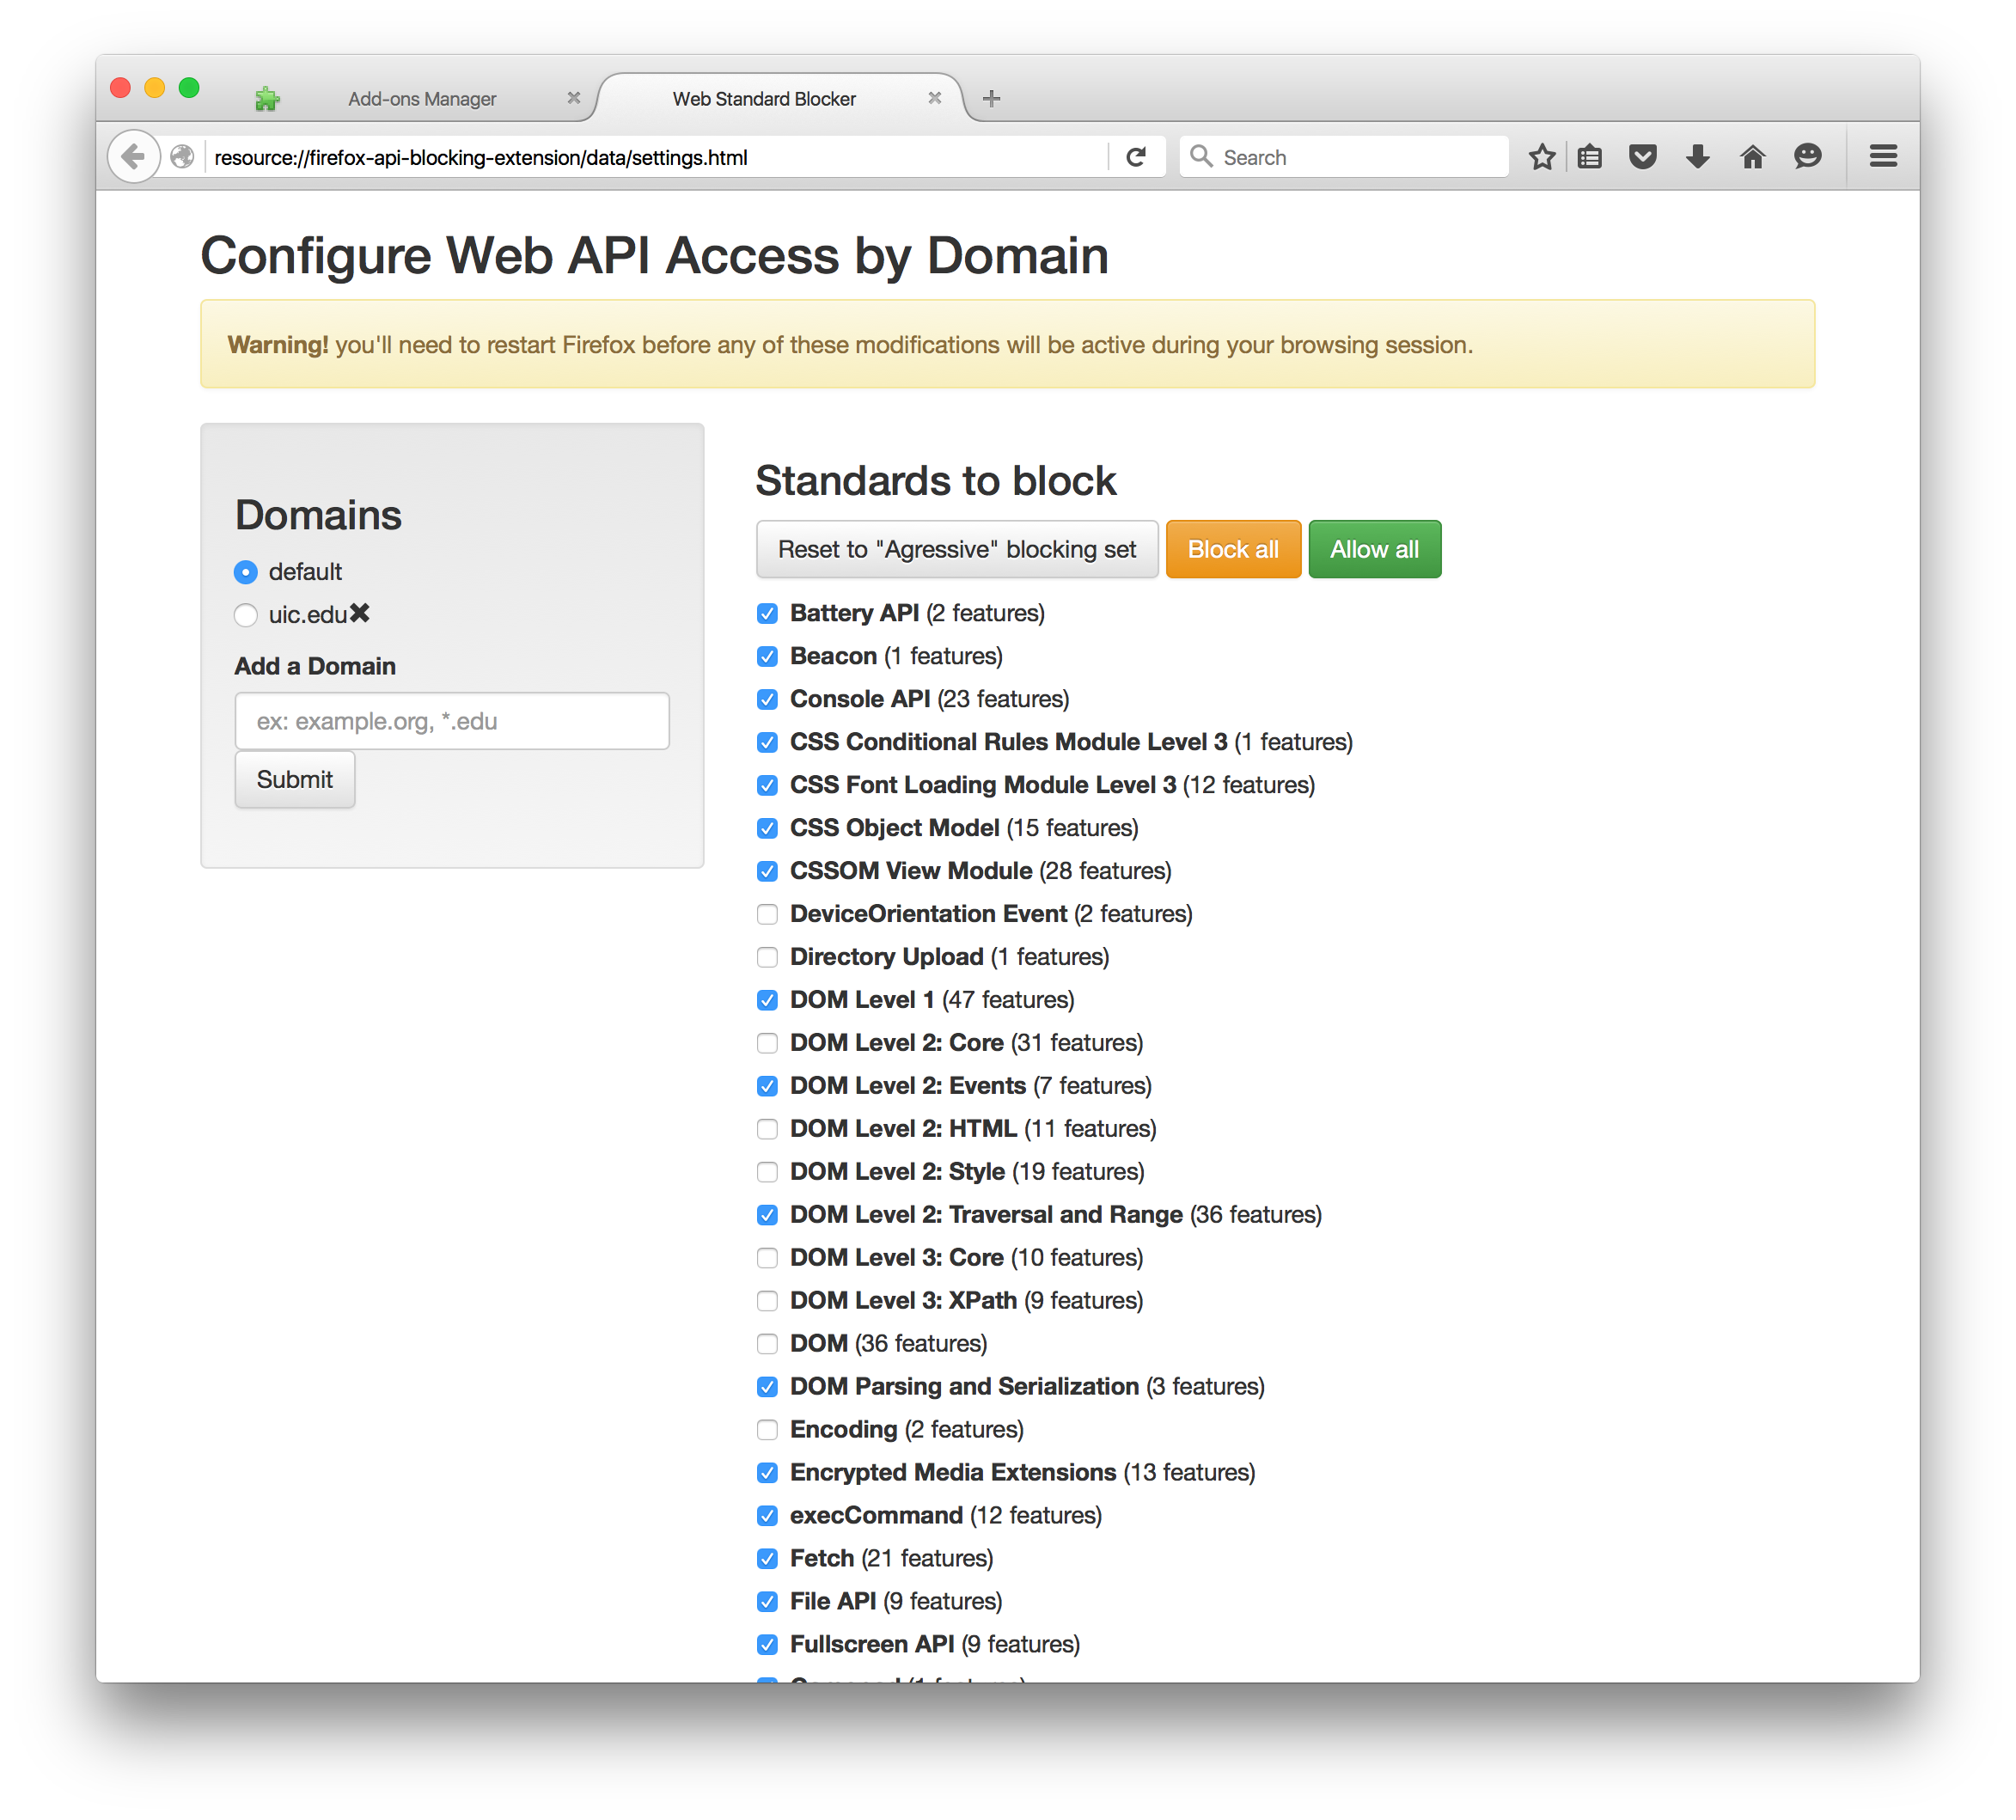 Add-ons Manager
Web Standard Blocker
resource://firefox-api-blocking-extension/data/settings.html
Search
Configure Web API Access by Domain
Warning! you'll need to restart Firefox before any of these modifications will be active during your browsing session.
Domains
default
uic.edu
Add a Domain
ex: example.org, *.edu
Submit
Standards to block
Reset to "Agressive" blocking set
Block all
Allow all
Battery API (2 features)
Beacon (1 features)
Console API (23 features)
CSS Conditional Rules Module Level 3 (1 features)
CSS Font Loading Module Level 3 (12 features)
CSS Object Model (15 features)
CSSOM View Module (28 features)
DeviceOrientation Event (2 features)
Directory Upload (1 features)
DOM Level 1 (47 features)
DOM Level 2: Core (31 features)
DOM Level 2: Events (7 features)
DOM Level 2: HTML (11 features)
DOM Level 2: Style (19 features)
DOM Level 2: Traversal and Range (36 features)
DOM Level 3: Core (10 features)
DOM Level 3: XPath (9 features)
DOM (36 features)
DOM Parsing and Serialization (3 features)
Encoding (2 features)
Encrypted Media Extensions (13 features)
execCommand (12 features)
Fetch (21 features)
File API (9 features)
Fullscreen API (9 features)